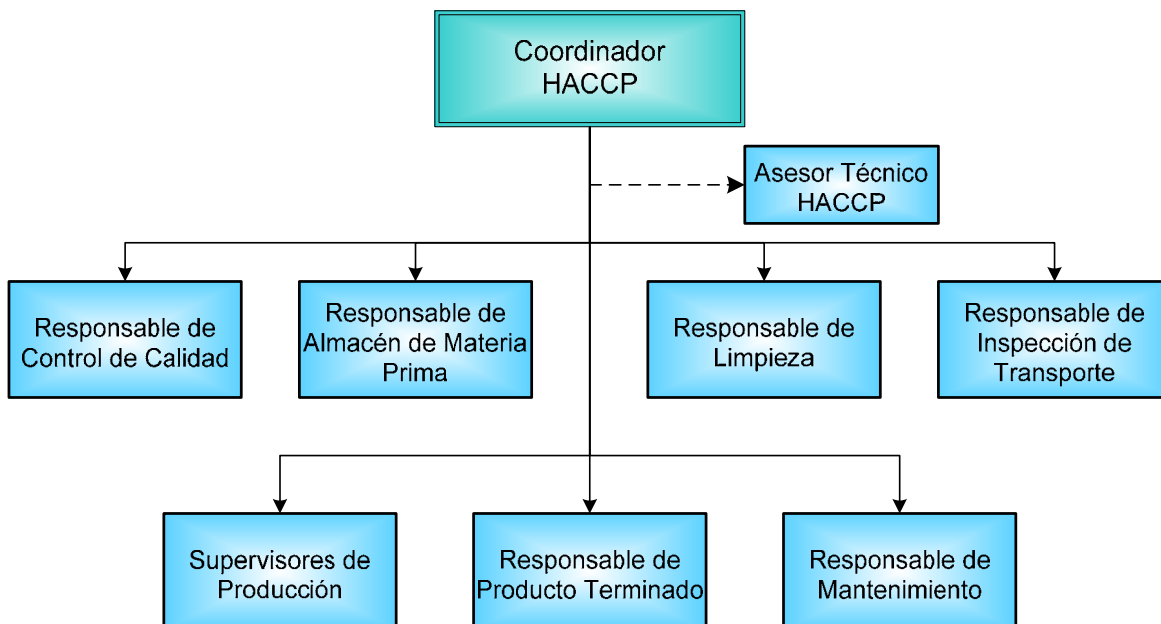 Coordinador
HACCP
Asesor Técnico
HACCP
Responsable de
Control de Calidad
Responsable de
Almacén de Materia
Prima
Responsable de
Limpieza
Responsable de
Inspección de
Transporte
Supervisores de
Producción
Responsable de
Producto Terminado
Responsable de
Mantenimiento